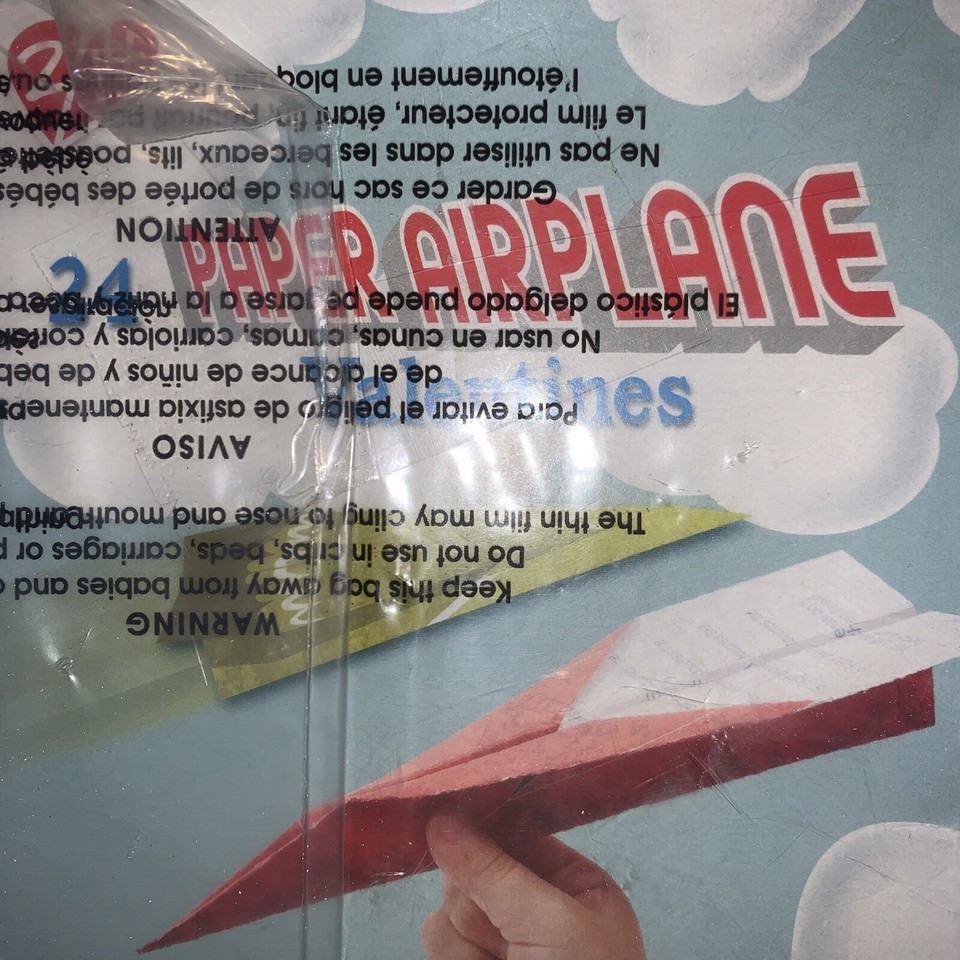 24 PAPER AIRPLANE
Valentines
WARNING
Keep this bag away from babies and
Do not use in cribs, beds, carriages or
The thin film may cling to nose and mouth and
AVISO
Para evitar el peligro de asfixia mantenga
de el alcance de niños y de beb
No usar en cunas, camas, carriolas y
El plástico delgado puede pegarse a la nariz y
ATTENTION
Garder ce sac hors de portée des bébés
Ne pas utiliser dans les berceaux, lits,
Le film protecteur, étant fin, pourrait
l'étouffement en